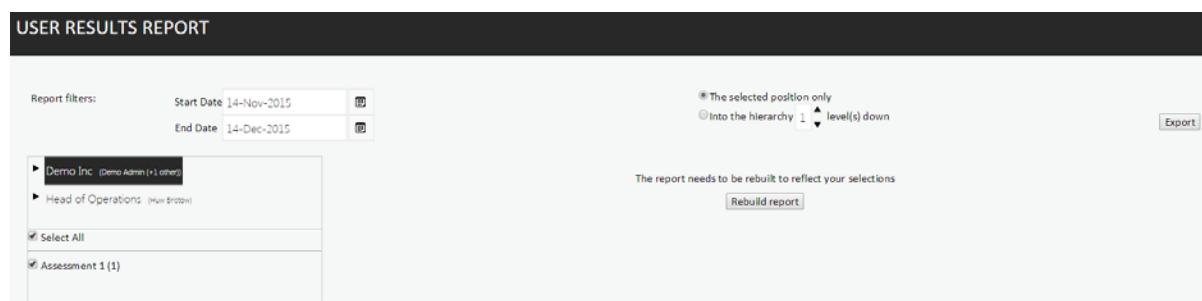 USER RESULTS REPORT
Report filters:
Start Date 14-Nov-2015
End Date 14-Dec-2015
The selected position only
Into the hierarchy 1 level(s) down
Export
Demo Inc (Demo Admin (+1 other))
Head of Operations (Huw
The report needs to be rebuilt to reflect your selections
Rebuild report
Select All
Assessment 1 (1)